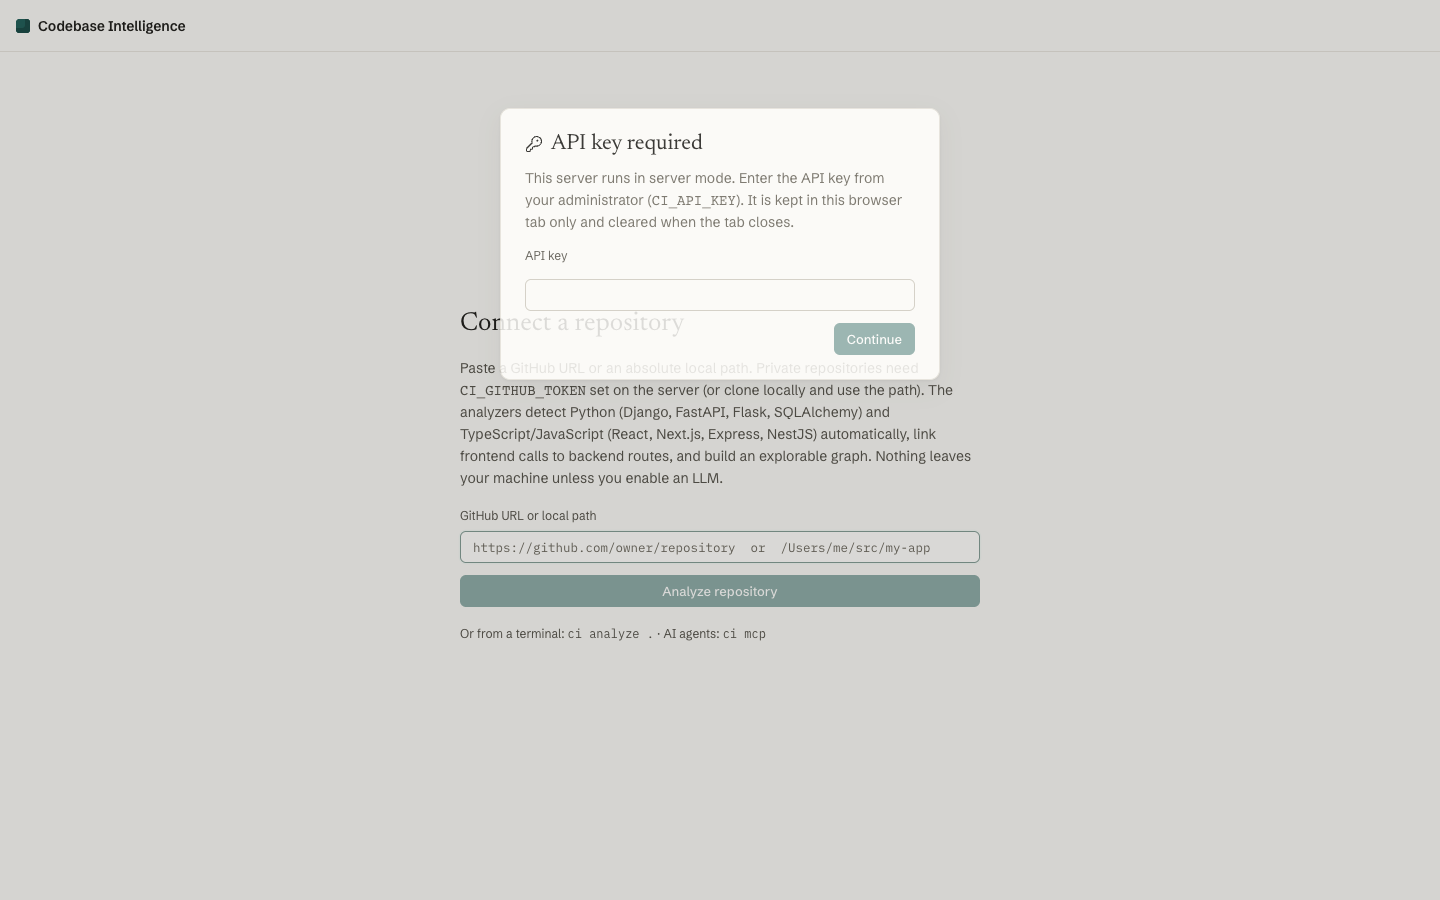 Codebase Intelligence
API key required
This server runs in server mode. Enter the API key from
your administrator (CI_API_KEY). It is kept in this browser
tab only and cleared when the tab closes.
API key
Continue
Connect a repository
Paste a GitHub URL or an absolute local path. Private repositories need
CI_GITHUB_TOKEN set on the server (or clone locally and use the path). The
analyzers detect Python (Django, FastAPI, Flask, SQLAlchemy) and
TypeScript/JavaScript (React, Next.js, Express, NestJS) automatically, link
frontend calls to backend routes, and build an explorable graph. Nothing leaves
your machine unless you enable an LLM.
GitHub URL or local path
https://github.com/owner/repository  or  /Users/me/src/my-app
Analyze repository
Or from a terminal: ci analyze . · AI agents: ci mcp